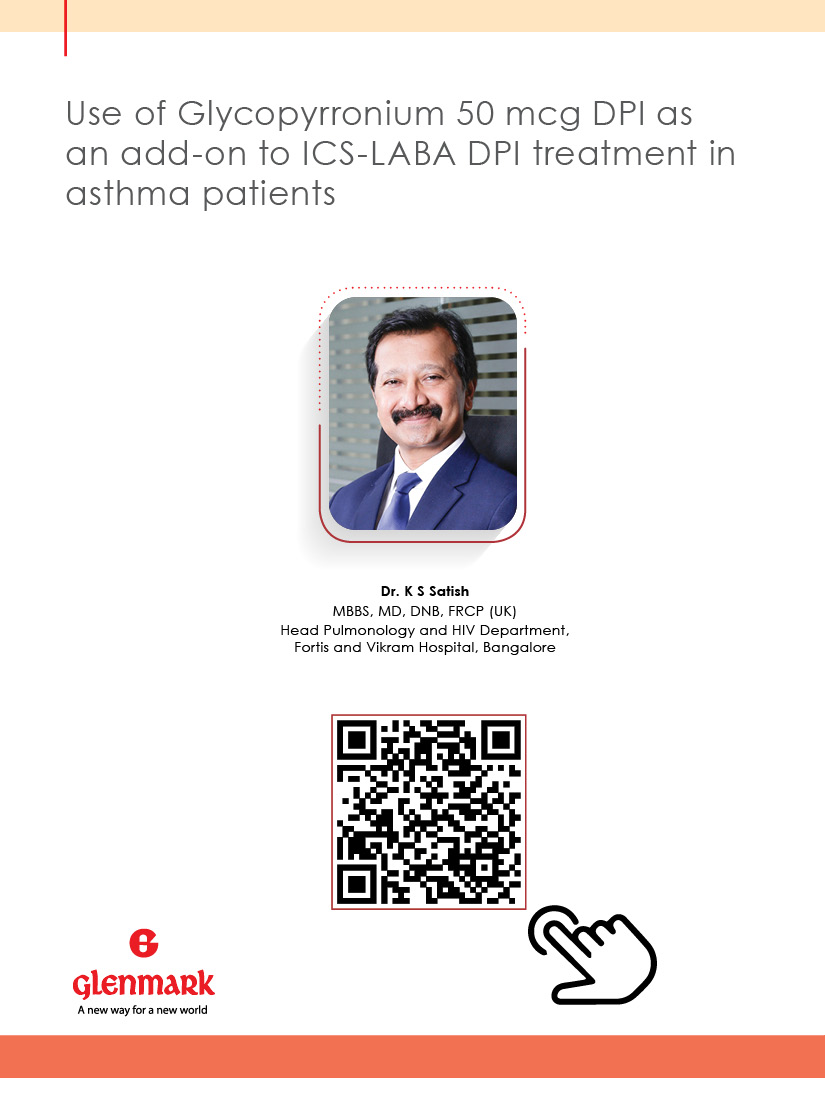 Use of Glycopyrronium 50 mcg DPI as
an add-on to ICS-LABA DPI treatment in
asthma patients
Dr. K S Satish
MBBS, MD, DNB, FRCP (UK)
Head Pulmonology and HIV Department,
Fortis and Vikram Hospital, Bangalore
G
glenmark
A new way for a new world